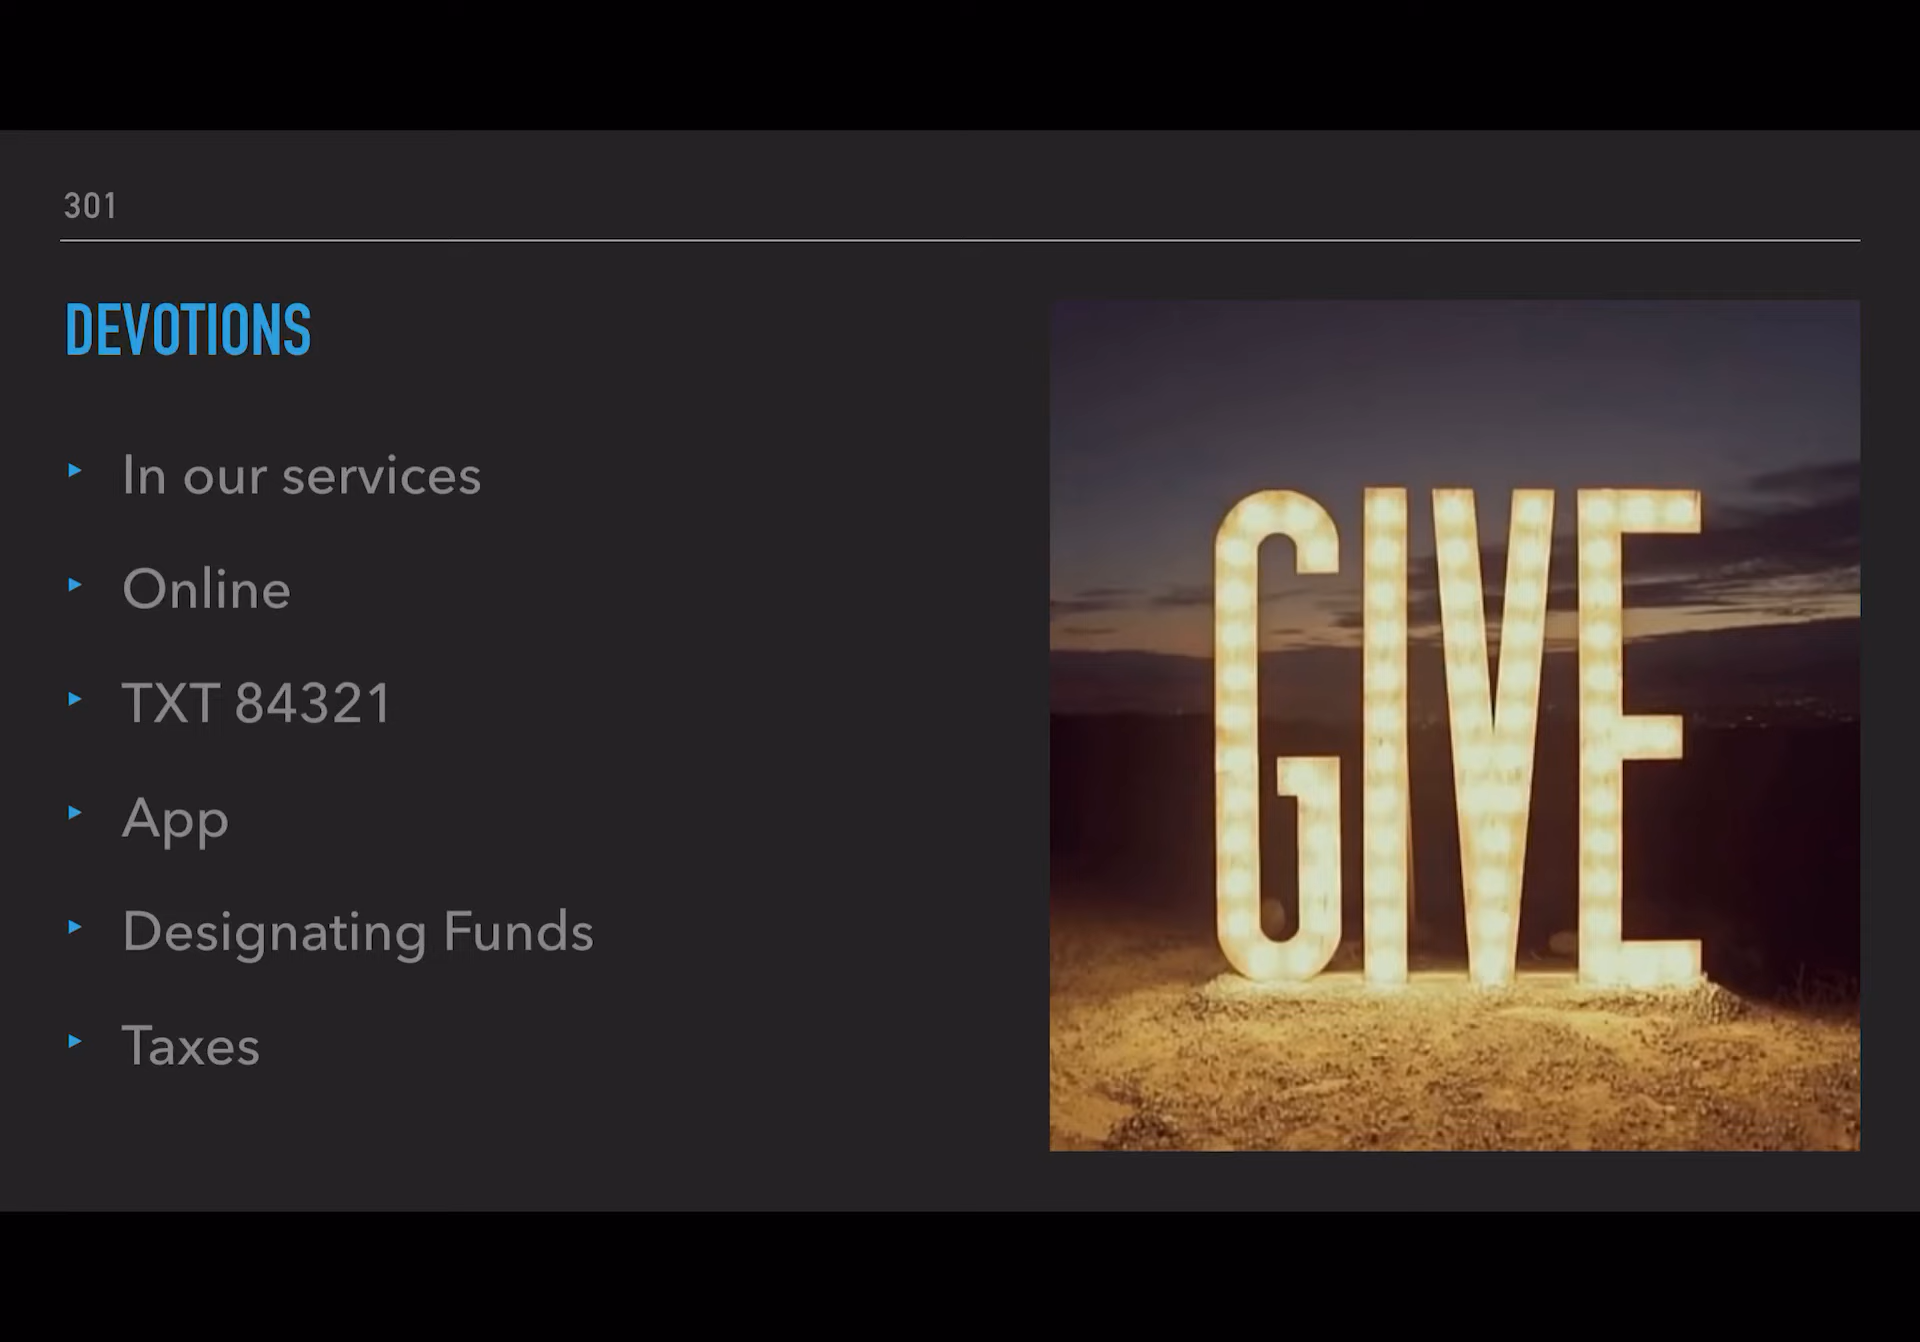 301
DEVOTIONS
In our services
Online
TXT 84321
App
Designating Funds
Taxes
GIVE